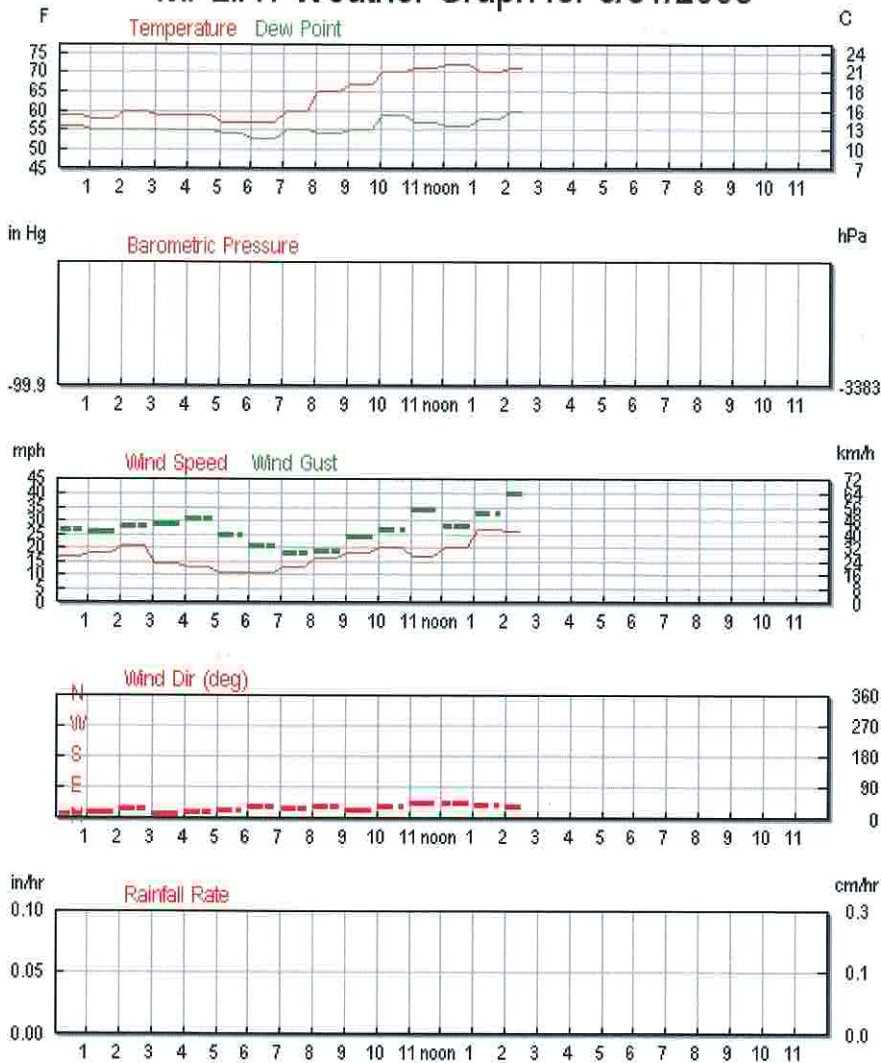 Weather Graph for
F Temperature Dew Point C
75 24
70 21
65 18
60 16
55 13
50 10
45 7
1 2 3 4 5 6 7 8 9 10 11 noon 1 2 3 4 5 6 7 8 9 10 11
in Hg Barometric Pressure hPa
-99.9 -3383
1 2 3 4 5 6 7 8 9 10 11 noon 1 2 3 4 5 6 7 8 9 10 11
mph Wind Speed Wind Gust km/h
45 72
40 64
35 56
30 48
25 40
20 32
15 24
10 16
5 8
0 0
1 2 3 4 5 6 7 8 9 10 11 noon 1 2 3 4 5 6 7 8 9 10 11
Wind Dir (deg)
N 360
W 270
S 180
E 90
N 0
1 2 3 4 5 6 7 8 9 10 11 noon 1 2 3 4 5 6 7 8 9 10 11
in/hr Rainfall Rate cm/hr
0.10 0.3
0.05 0.1
0.00 0.0
1 2 3 4 5 6 7 8 9 10 11 noon 1 2 3 4 5 6 7 8 9 10 11